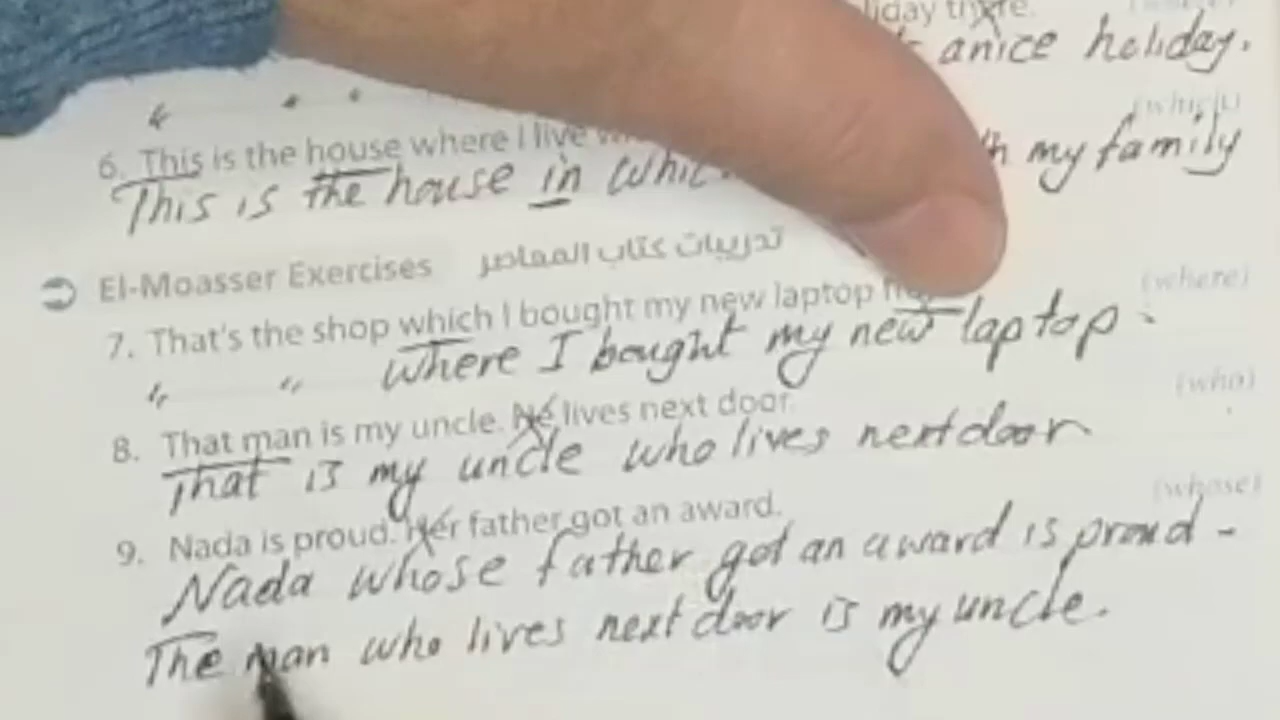 iday there.
a nice holiday.
6. This is the house where I live (which)
This is the house in which my family
El-Moasser Exercises تدريبات كتاب المعاصر
7. That's the shop which I bought my new laptop (where)
" " where I bought my new laptop.
8. That man is my uncle. He lives next door. (who)
That is my uncle who lives next door
9. Nada is proud. Her father got an award. (whose)
Nada whose father got an award is proud -
The man who lives next door is my uncle.